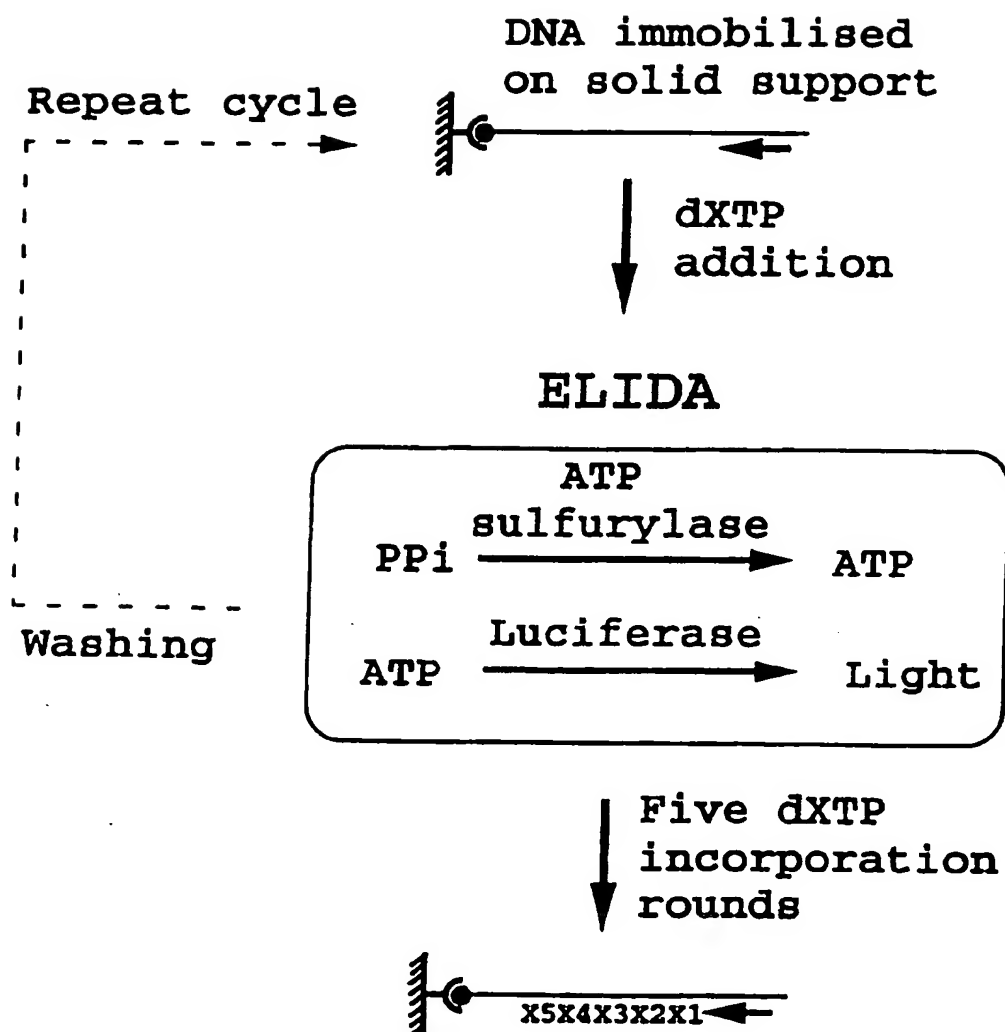 DNA immobilised
on solid support
Repeat cycle
dXTP
addition
ELIDA
ATP
sulfurylase
PPi
ATP
Luciferase
ATP
Light
Washing
Five dXTP
incorporation
rounds
X5X4X3X2X1